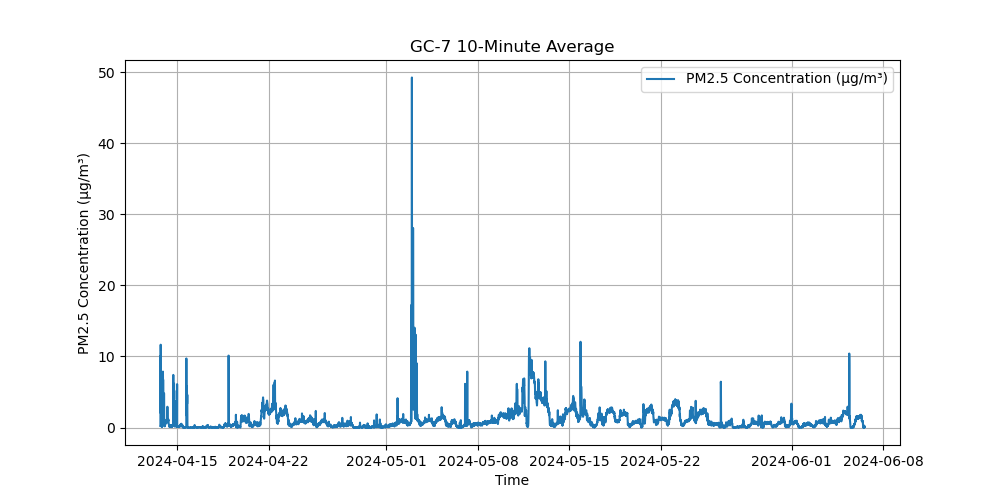 GC-7 10-Minute Average
PM2.5 Concentration (μg/m³)
PM2.5 Concentration (μg/m³)
50
40
30
20
10
0
2024-04-15 2024-04-22 2024-05-01 2024-05-08 2024-05-15 2024-05-22 2024-06-01 2024-06-08
Time